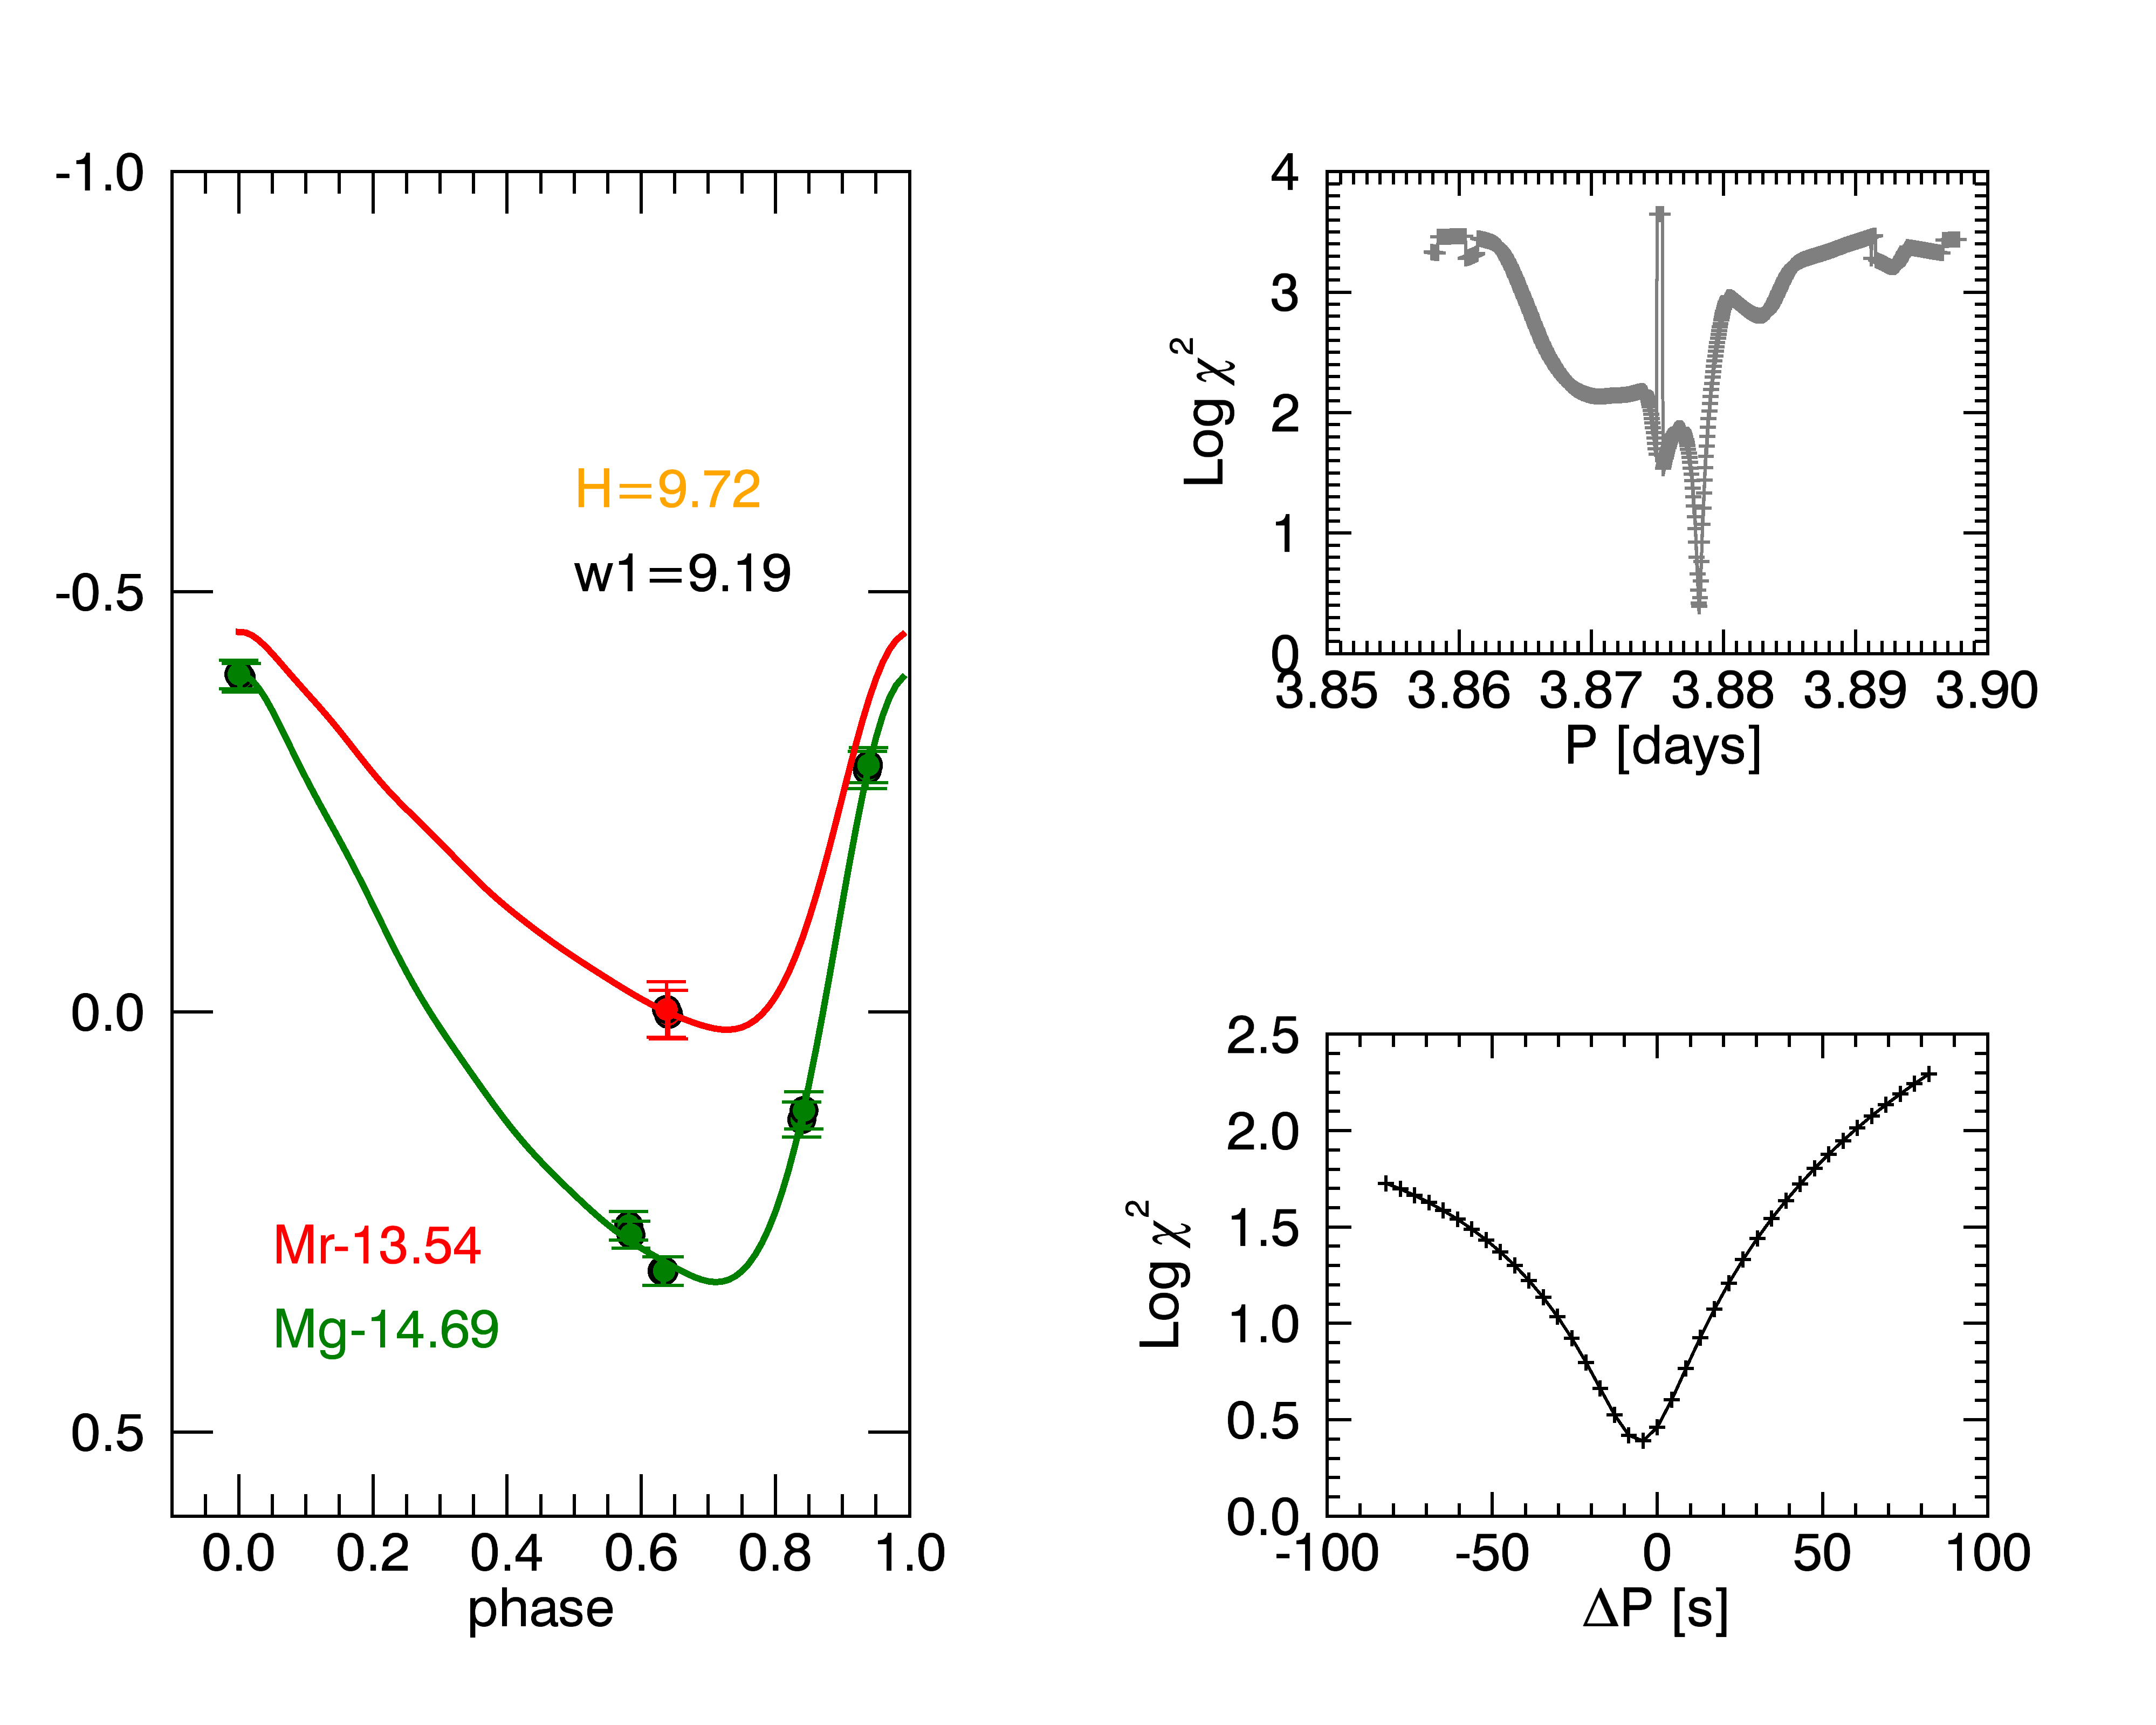 -1.0
-0.5
0.0
0.5
H=9.72
w1=9.19
Mr-13.54
Mg-14.69
0.0 0.2 0.4 0.6 0.8 1.0
phase
4
3
2
1
0
Log χ²
3.85 3.86 3.87 3.88 3.89 3.90
P [days]
2.5
2.0
1.5
1.0
0.5
0.0
Log χ²
-100 -50 0 50 100
ΔP [s]